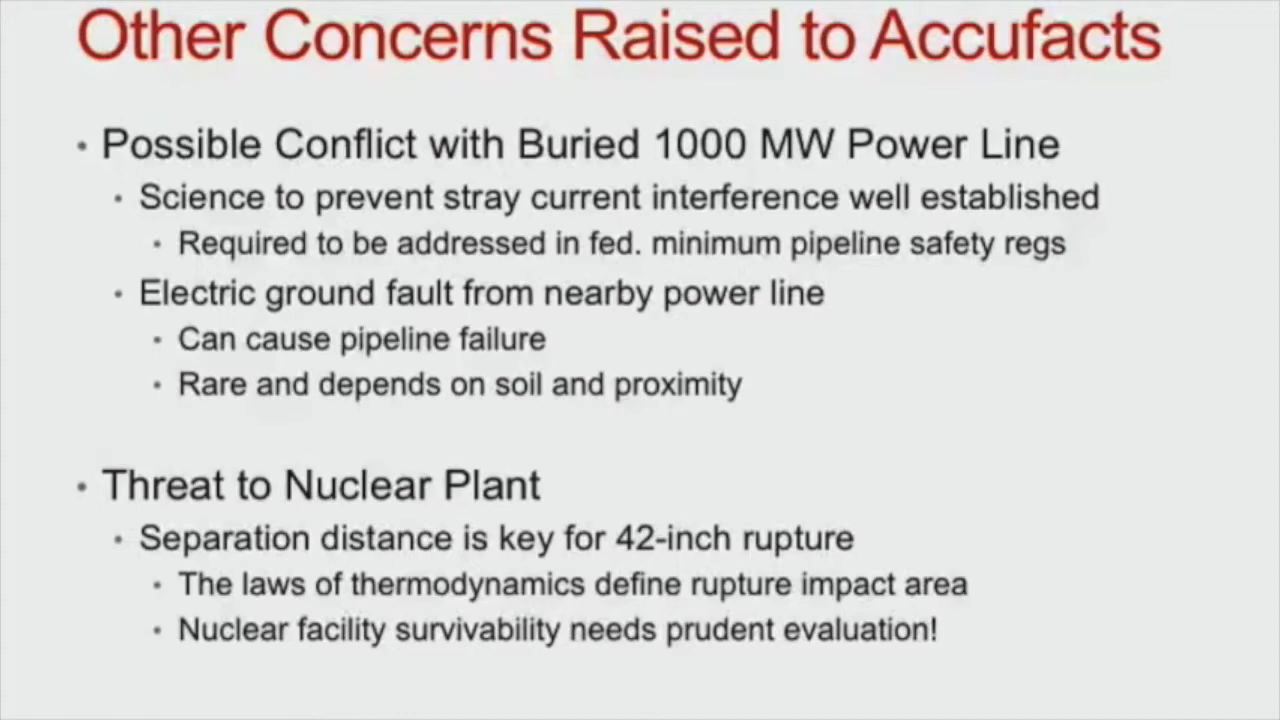 Other Concerns Raised to Accufacts
• Possible Conflict with Buried 1000 MW Power Line
• Science to prevent stray current interference well established
• Required to be addressed in fed. minimum pipeline safety regs
• Electric ground fault from nearby power line
• Can cause pipeline failure
• Rare and depends on soil and proximity
• Threat to Nuclear Plant
• Separation distance is key for 42-inch rupture
• The laws of thermodynamics define rupture impact area
• Nuclear facility survivability needs prudent evaluation!